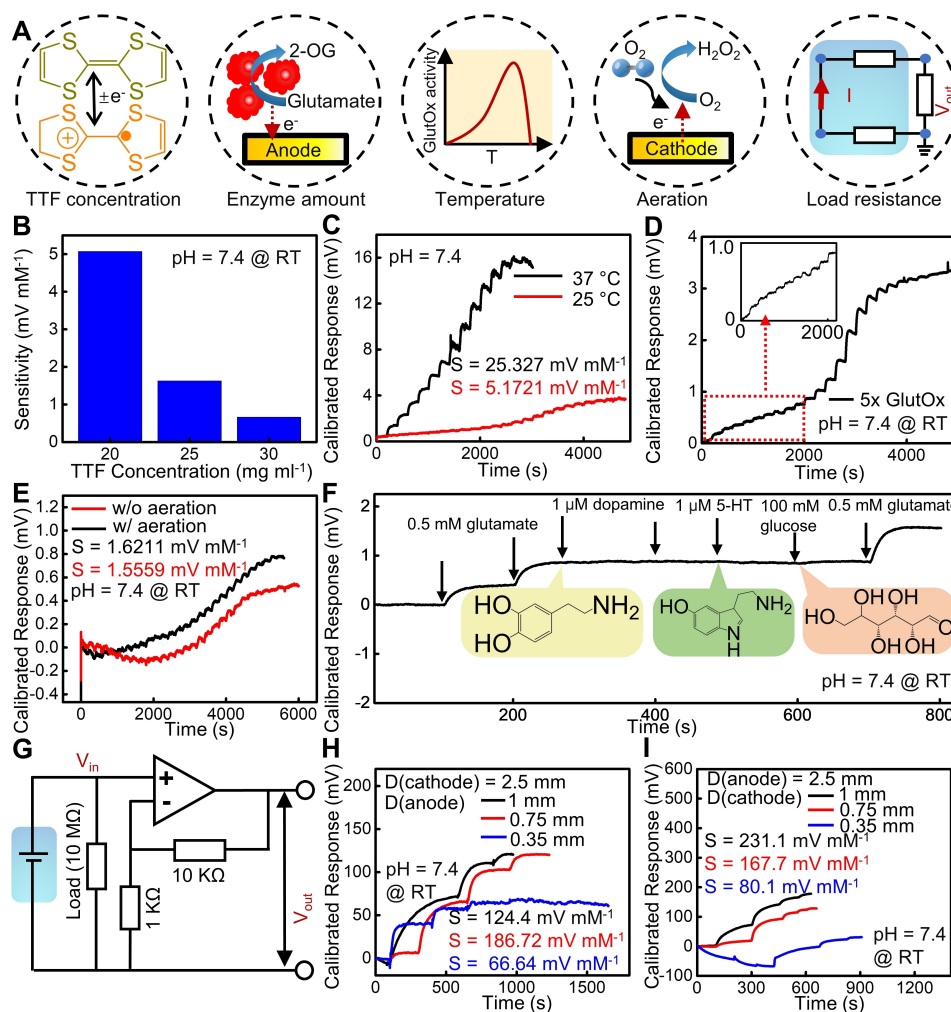 A
S S
S S
±e-
S S
S S
+
TTF concentration
2-OG
Glutamate
e-
Anode
Enzyme amount
GlutOx activity
T
Temperature
O2
H2O2
O2
e-
Cathode
Aeration
I
Vout
Load resistance
B
Sensitivity (mV mM-1)
pH = 7.4 @ RT
5
4
3
2
1
0
20 25 30
TTF Concentration (mg ml-1)
C
Calibrated Response (mV)
pH = 7.4
37 °C
25 °C
S = 25.327 mV mM-1
S = 5.1721 mV mM-1
16
12
8
4
0
0 2000 4000
Time (s)
D
Calibrated Response (mV)
1.0
0
0 2000
5x GlutOx
pH = 7.4 @ RT
4
3
2
1
0
0 2000 4000
Time (s)
E
Calibrated Response (mV)
w/o aeration
w/ aeration
S = 1.6211 mV mM-1
S = 1.5559 mV mM-1
pH = 7.4 @ RT
1.2
1.0
0.8
0.6
0.4
0.2
0.0
-0.2
-0.4
0 2000 4000 6000
Time (s)
F
Calibrated Response (mV)
0.5 mM glutamate
1 µM dopamine
1 µM 5-HT
100 mM
glucose
0.5 mM glutamate
HO
HO
NH2
HO
NH2
N
H
OH OH
HO
O
OH OH
pH = 7.4 @ RT
2
1
0
-1
-2
200 400 600 800
Time (s)
G
Vin
+
-
Load (10 MΩ)
10 KΩ
1 KΩ
Vout
H
Calibrated Response (mV)
D(cathode) = 2.5 mm
D(anode)
1 mm
0.75 mm
0.35 mm
pH = 7.4
@ RT
S = 124.4 mV mM-1
S = 186.72 mV mM-1
S = 66.64 mV mM-1
200
150
100
50
0
0 500 1000 1500
Time (s)
I
Calibrated Response (mV)
D(anode) = 2.5 mm
D(cathode)
1 mm
0.75 mm
0.35 mm
S = 231.1 mV mM-1
S = 167.7 mV mM-1
S = 80.1 mV mM-1
pH = 7.4
@ RT
600
500
400
300
200
100
0
-100
0 300 600 900 1200
Time (s)